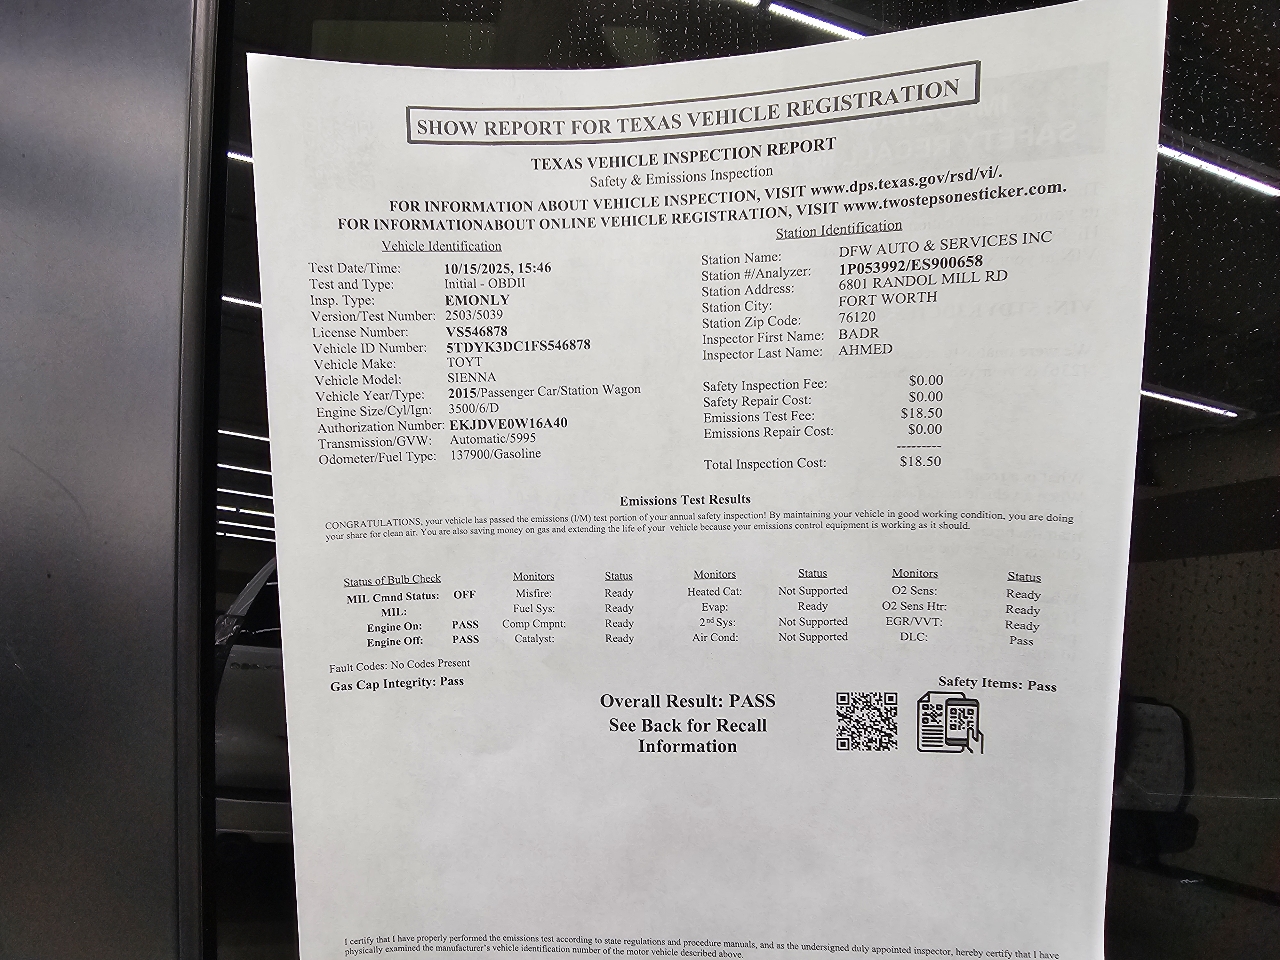 SHOW REPORT FOR TEXAS VEHICLE REGISTRATION
TEXAS VEHICLE INSPECTION REPORT
Safety & Emissions Inspection
FOR INFORMATION ABOUT VEHICLE INSPECTION, VISIT www.dps.texas.gov/rsd/vi/.
FOR INFORMATIONABOUT ONLINE VEHICLE REGISTRATION, VISIT www.twostepsonesticker.com.
Vehicle Identification
Test Date/Time: 10/15/2025, 15:46
Test and Type: Initial - OBDII
Insp. Type: EMONLY
Version/Test Number: 2503/5039
License Number: VS546878
Vehicle ID Number: 5TDYK3DC1FS546878
Vehicle Make: TOYT
Vehicle Model: SIENNA
Vehicle Year/Type: 2015/Passenger Car/Station Wagon
Engine Size/Cyl/Ign: 3500/6/D
Authorization Number: EKJDVE0W16A40
Transmission/GVW: Automatic/5995
Odometer/Fuel Type: 137900/Gasoline
Station Identification
Station Name: DFW AUTO & SERVICES INC
Station #/Analyzer: 1P053992/ES900658
Station Address: 6801 RANDOL MILL RD
Station City: FORT WORTH
Station Zip Code: 76120
Inspector First Name: BADR
Inspector Last Name: AHMED
Safety Inspection Fee: $0.00
Safety Repair Cost: $0.00
Emissions Test Fee: $18.50
Emissions Repair Cost: $0.00
---------
Total Inspection Cost: $18.50
Emissions Test Results
CONGRATULATIONS, your vehicle has passed the emissions (I/M) test portion of your annual safety inspection! By maintaining your vehicle in good working condition, you are doing
your share for clean air. You are also saving money on gas and extending the life of your vehicle because your emissions control equipment is working as it should.
Status of Bulb Check Monitors Status Monitors Status Monitors Status
MIL Cmnd Status: OFF Misfire: Ready Heated Cat: Not Supported O2 Sens: Ready
MIL: Fuel Sys: Ready Evap: Ready O2 Sens Htr: Ready
Engine On: PASS Comp Cmpnt: Ready 2nd Sys: Not Supported EGR/VVT: Ready
Engine Off: PASS Catalyst: Ready Air Cond: Not Supported DLC: Pass
Fault Codes: No Codes Present
Gas Cap Integrity: Pass
Safety Items: Pass
Overall Result: PASS
See Back for Recall
Information
I certify that I have properly performed the emissions test according to state regulations and procedure manuals, and as the undersigned duly appointed inspector, hereby certify that I have
physically examined the manufacturer's vehicle identification number of the motor vehicle described above.